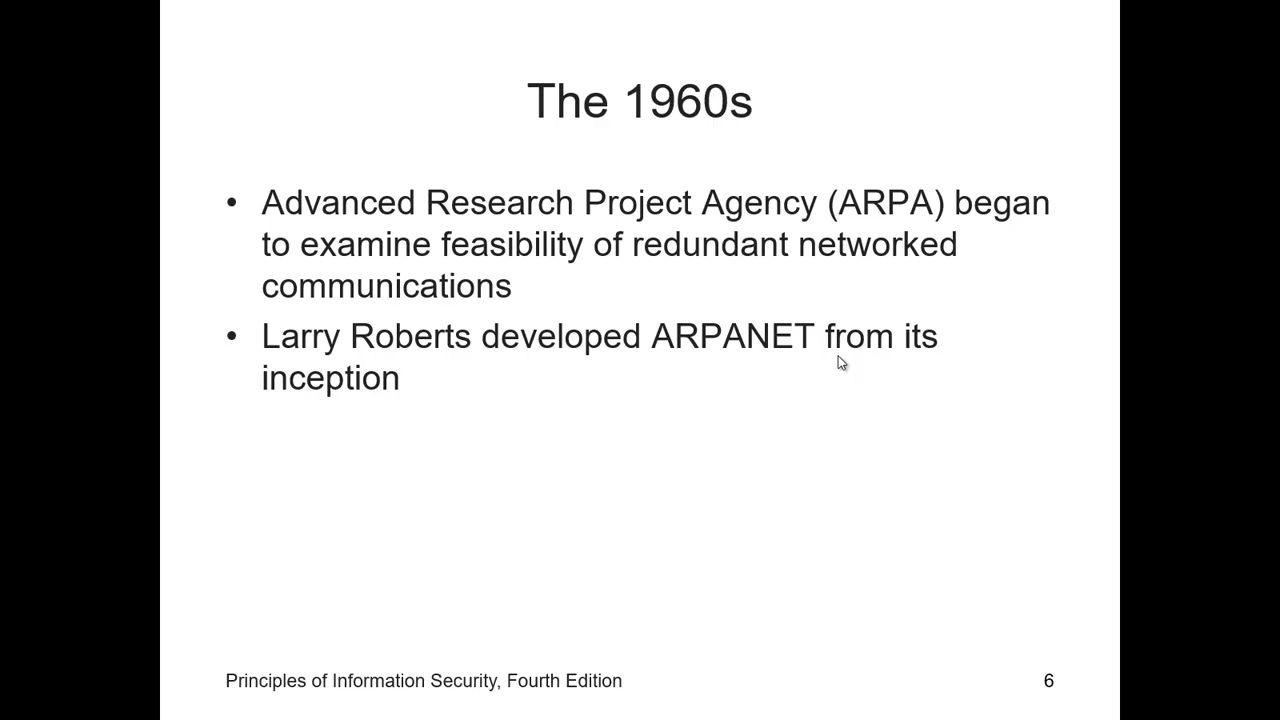 The 1960s
• Advanced Research Project Agency (ARPA) began
to examine feasibility of redundant networked
communications
• Larry Roberts developed ARPANET from its
inception
Principles of Information Security, Fourth Edition 6